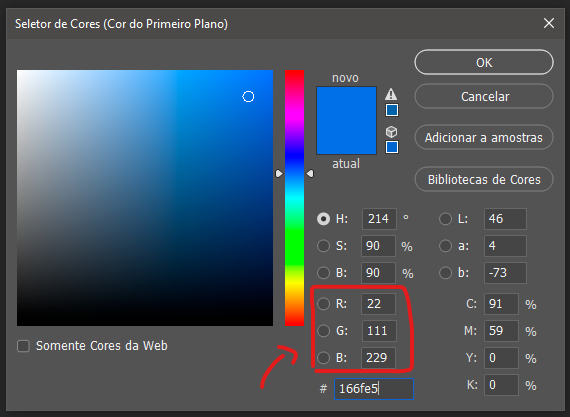 Seletor de Cores (Cor do Primeiro Plano)
novo
atual
OK
Cancelar
Adicionar a amostras
Bibliotecas de Cores
H: 214 °
S: 90 %
B: 90 %
R: 22
G: 111
B: 229
# 166fe5
L: 46
a: 4
b: -73
C: 91 %
M: 59 %
Y: 0 %
K: 0 %
Somente Cores da Web